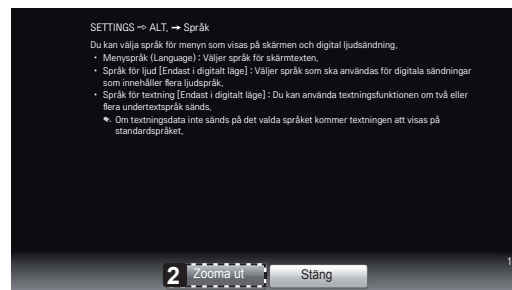 SETTINGS ⇨ ALT, ➞ Språk
Du kan välja språk för menyn som visas på skärmen och digital ljudsändning,
• Menyspråk (Language) : Väljer språk för skärmtexten,
• Språk för ljud [Endast i digitalt läge] : Väljer språk som ska användas för digitala sändningar
som innehåller flera ljudspråk,
• Språk för textning [Endast i digitalt läge] : Du kan använda textningsfunktionen om två eller
flera undertextspråk sänds,
Om textningsdata inte sänds på det valda språket kommer textningen att visas på
standardspråket,
1
2 Zooma ut Stäng